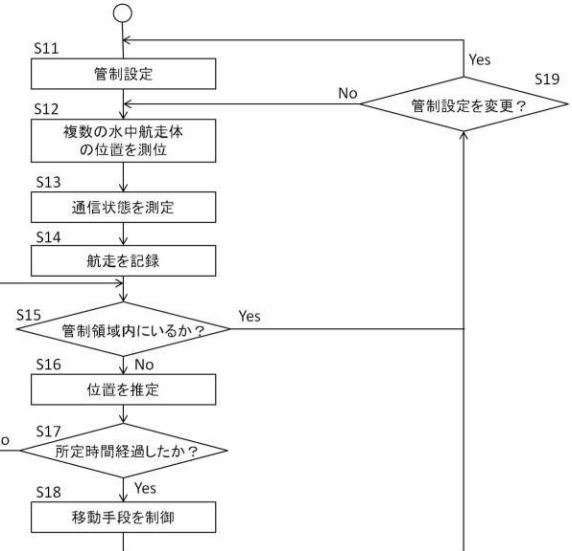 S11
管制設定
Yes
S19
管制設定を変更？
No
S12
複数の水中航走体
の位置を測位
S13
通信状態を測定
S14
航走を記録
S15
管制領域内にいるか？
Yes
No
S16
位置を推定
S17
所定時間経過したか？
Yes
S18
移動手段を制御